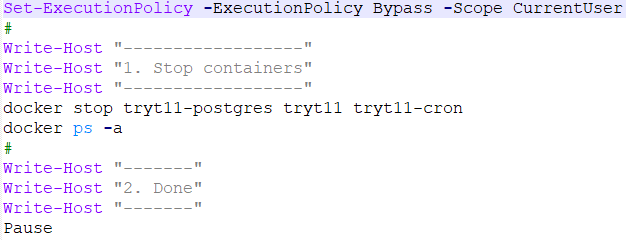 Set-ExecutionPolicy -ExecutionPolicy Bypass -Scope CurrentUser
#
Write-Host "------------------"
Write-Host "1. Stop containers"
Write-Host "------------------"
docker stop tryt11-postgres tryt11 tryt11-cron
docker ps -a
#
Write-Host "-------"
Write-Host "2. Done"
Write-Host "-------"
Pause